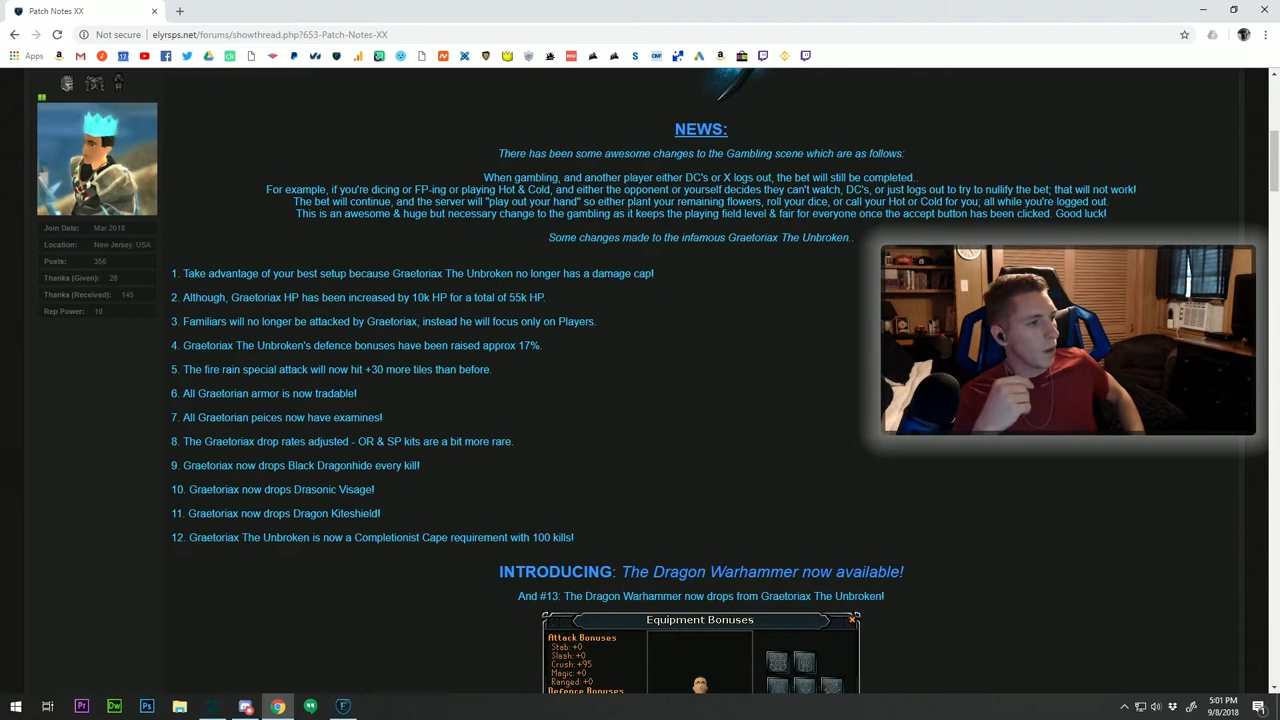 Patch Notes XX
Not secure
elyrsps.net/forums/showthread.php?653-Patch-Notes-XX
Apps
NEWS:
There has been some awesome changes to the Gambling scene which are as follows:
When gambling, and another player either DC's or X logs out, the bet will still be completed..
For example, if you're dicing or FP-ing or playing Hot & Cold, and either the opponent or yourself decides they can't watch, DC's, or just logs out to try to nullify the bet; that will not work!
The bet will continue, and the server will "play out your hand" so either plant your remaining flowers, roll your dice, or call your Hot or Cold for you; all while you're logged out.
This is an awesome & huge but necessary change to the gambling as it keeps the playing field level & fair for everyone once the accept button has been clicked. Good luck!
Some changes made to the infamous Graetoriax The Unbroken..
Join Date: Mar 2018
Location: New Jersey, USA
Posts: 356
Thanks (Given): 28
Thanks (Received): 145
Rep Power: 10
1. Take advantage of your best setup because Graetoriax The Unbroken no longer has a damage cap!
2. Although, Graetoriax HP has been increased by 10k HP for a total of 55k HP.
3. Familiars will no longer be attacked by Graetoriax, instead he will focus only on Players.
4. Graetoriax The Unbroken's defence bonuses have been raised approx 17%.
5. The fire rain special attack will now hit +30 more tiles than before.
6. All Graetorian armor is now tradable!
7. All Graetorian peices now have examines!
8. The Graetoriax drop rates adjusted - OR & SP kits are a bit more rare.
9. Graetoriax now drops Black Dragonhide every kill!
10. Graetoriax now drops Drasonic Visage!
11. Graetoriax now drops Dragon Kiteshield!
12. Graetoriax The Unbroken is now a Completionist Cape requirement with 100 kills!
INTRODUCING: The Dragon Warhammer now available!
And #13: The Dragon Warhammer now drops from Graetoriax The Unbroken!
Equipment Bonuses
Attack Bonuses
Stab: +0
Slash: +0
Crush: +95
Magic: +0
Ranged: +0
Defence Bonuses
5:01 PM
9/8/2018